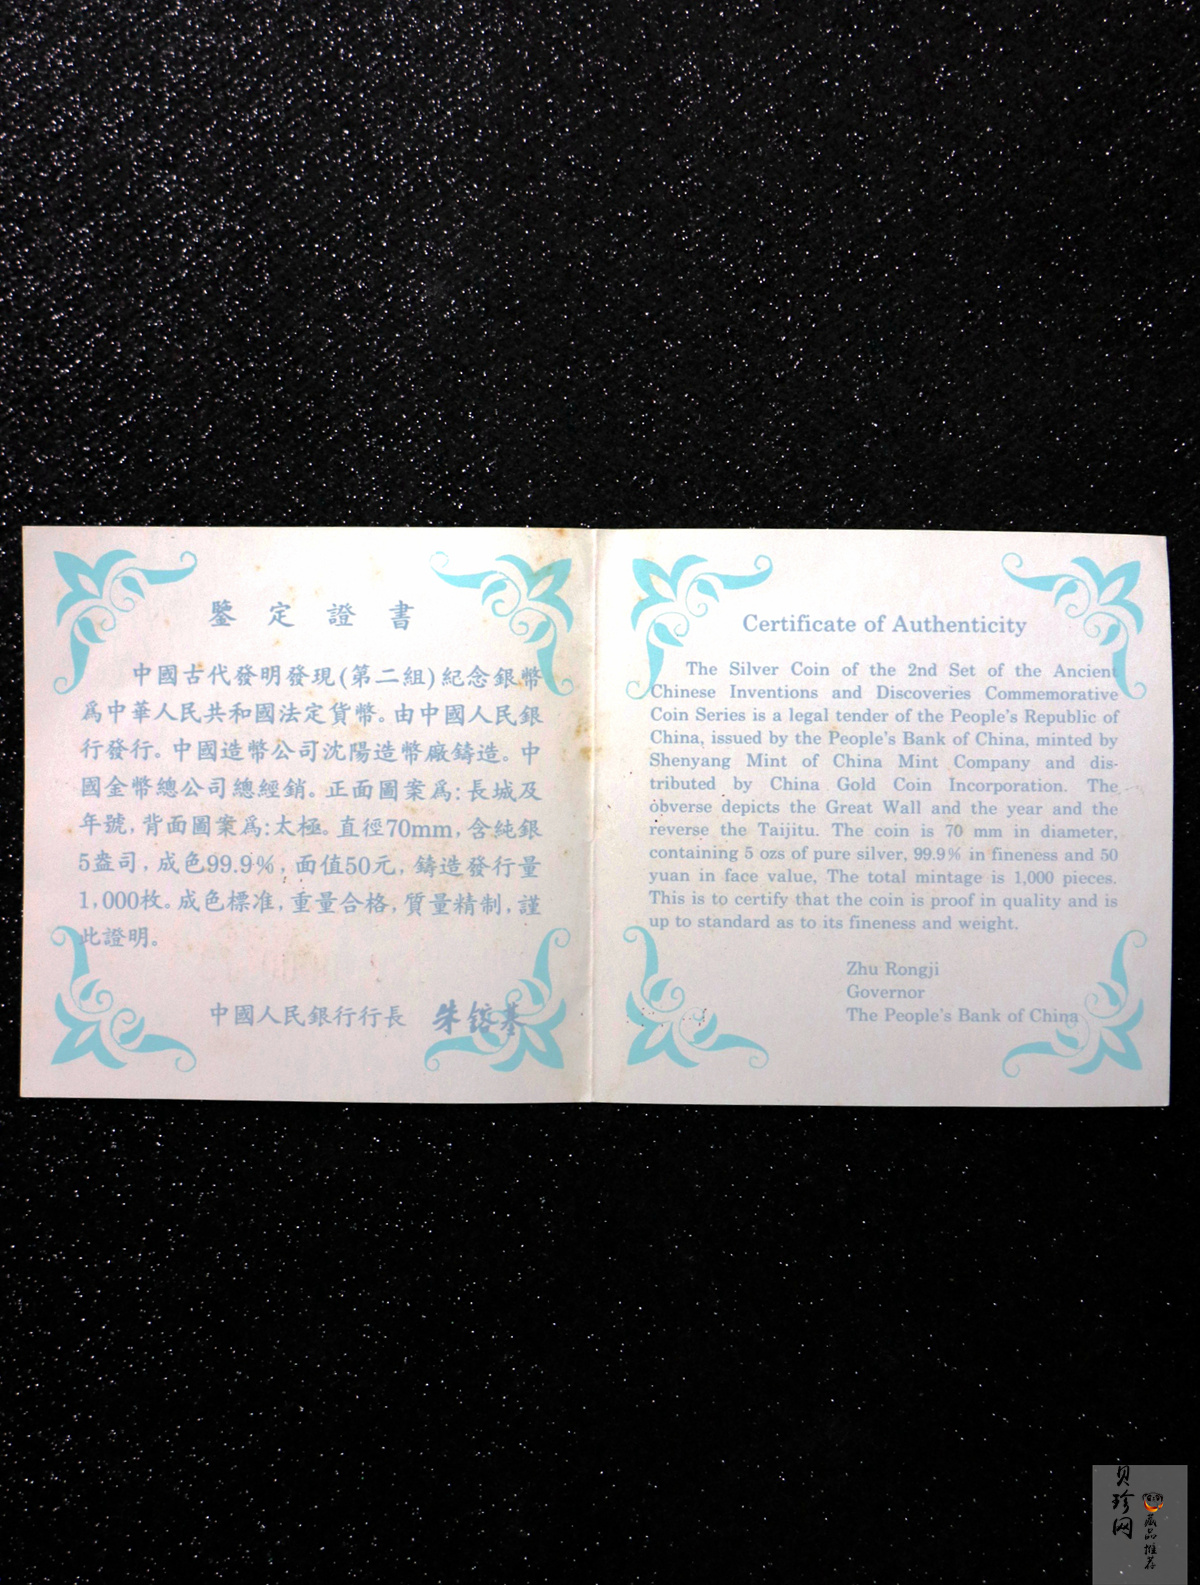 鑒定證書
中國古代發明發現(第二組)紀念銀幣
爲中華人民共和國法定貨幣。由中國人民銀
行發行。中國造幣公司沈陽造幣廠鑄造。中
國金幣總公司總經銷。正面圖案爲:長城及
年號,背面圖案爲:太極。直徑70mm,含純銀
5盎司,成色99.9%,面值50元,鑄造發行量
1,000枚。成色標准,重量合格,質量精制,謹
此證明。
中國人民銀行行長 朱镕基
Certificate of Authenticity
The Silver Coin of the 2nd Set of the Ancient
Chinese Inventions and Discoveries Commemorative
Coin Series is a legal tender of the People's Republic of
China, issued by the People's Bank of China, minted by
Shenyang Mint of China Mint Company and dis-
tributed by China Gold Coin Incorporation. The
obverse depicts the Great Wall and the year and the
reverse the Taijitu. The coin is 70 mm in diameter,
containing 5 ozs of pure silver, 99.9% in fineness and 50
yuan in face value, The total mintage is 1,000 pieces.
This is to certify that the coin is proof in quality and is
up to standard as to its fineness and weight.
Zhu Rongji
Governor
The People's Bank of China
贝珍网
藏品推荐